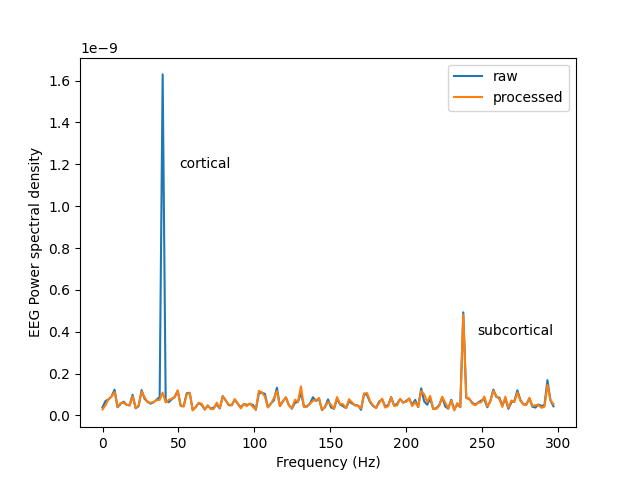 1e−9
1.6
1.4
1.2
1.0
0.8
0.6
0.4
0.2
0.0
EEG Power spectral density
raw
processed
cortical
subcortical
0 50 100 150 200 250 300
Frequency (Hz)